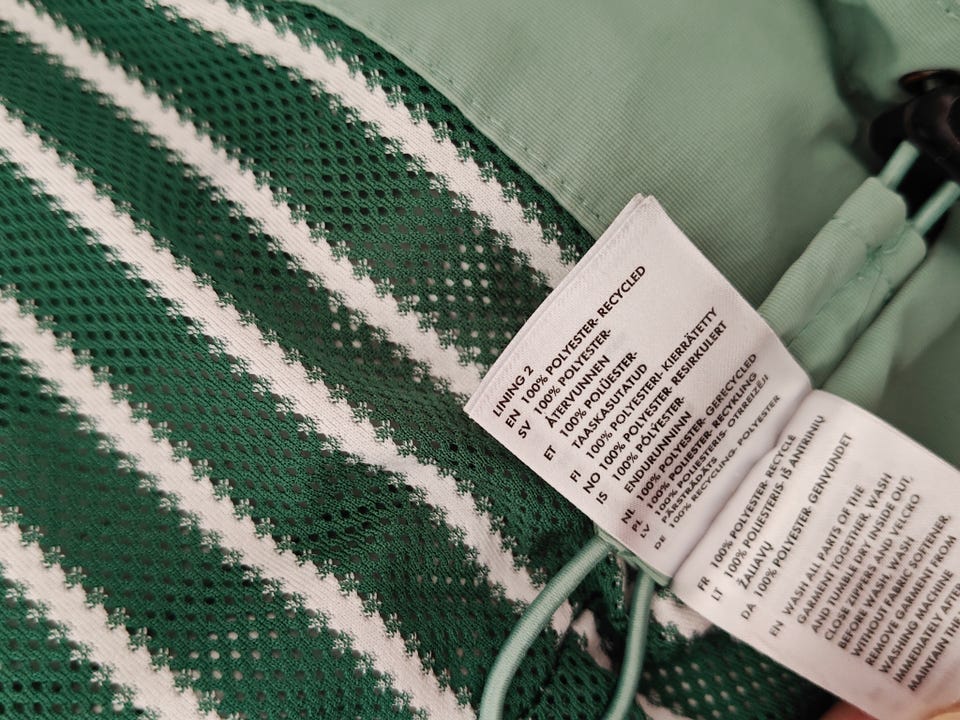 LINING 2
EN 100% POLYESTER- RECYCLED
SV 100% POLYESTER-
ÅTERVUNNEN
ET 100% POLÜESTER-
TAASKASUTATUD
FI 100% POLYESTERI- KIERRÄTETTY
NO 100% POLYESTER- RESIRKULERT
IS 100% PÓLÝESTER-
ENDURUNNINN
NL 100% POLYESTER- GERECYCLED
PL 100% POLIESTER- RECYKLING
LV 100% POLIESTERIS- OTRREIZĒJI
PĀRSTRĀDĀTS
DE 100% RECYCLING- POLYESTER
FR 100% POLYESTER- RECYCLE
LT 100% POLIESTERIS- IŠ ANTRINIŲ
ŽALIAVŲ
DA 100% POLYESTER- GENVUNDET
EN WASH ALL PARTS OF THE
GARMENT TOGETHER. WASH
AND TUMBLE DRY INSIDE OUT,
CLOSE ZIPPERS AND VELCRO
BEFORE WASH. WASH
WITHOUT FABRIC SOFTENER,
REMOVE GARMENT FROM
WASHING MACHINE
IMMEDIATELY AFTER
MAINTAIN THE